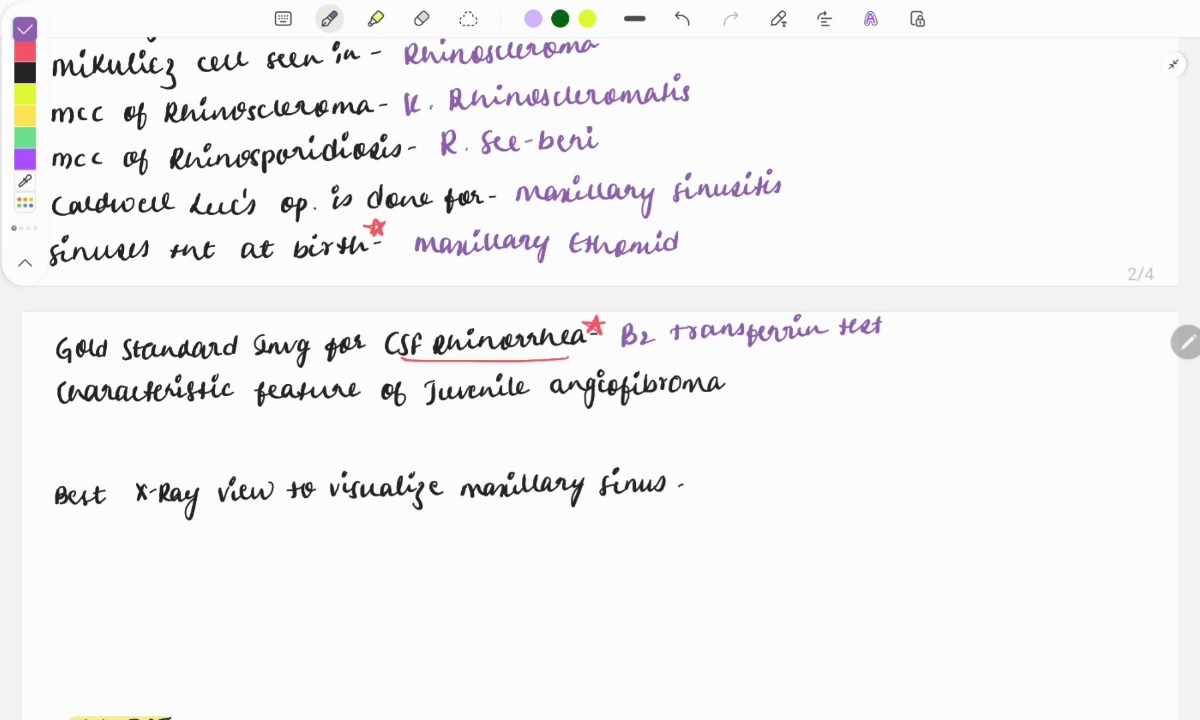 Mikulicz cell seen in - Rhinoscleroma
MCC of Rhinoscleroma - K. Rhinoscleromatis
MCC of Rhinosporidiosis - R. See-beri
Caldwell Luc's op. is done for - maxillary sinusitis
Sinuses at birth - maxillary Ethomid
2/4
Gold Standard Invg for CSF Rhinorrhea - B2 transferrin test
Characteristic feature of Juvenile angiofibroma
Best X-Ray view to visualize maxillary sinus.